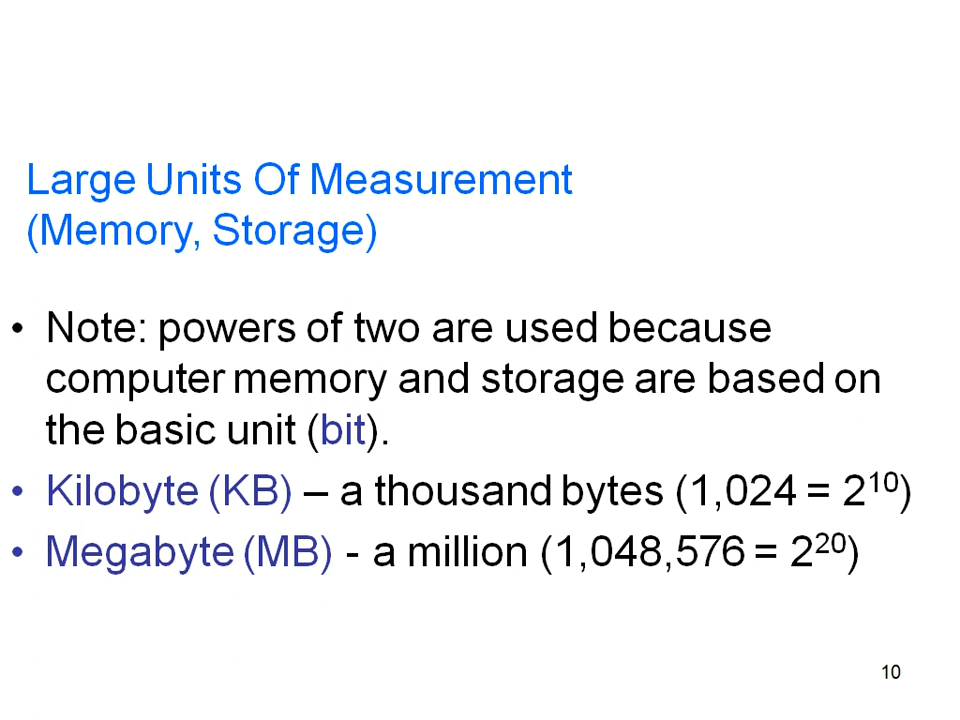 Large Units Of Measurement
(Memory, Storage)
• Note: powers of two are used because
computer memory and storage are based on
the basic unit (bit).
• Kilobyte (KB) – a thousand bytes (1,024 = 2¹⁰)
• Megabyte (MB) - a million (1,048,576 = 2²⁰)
10